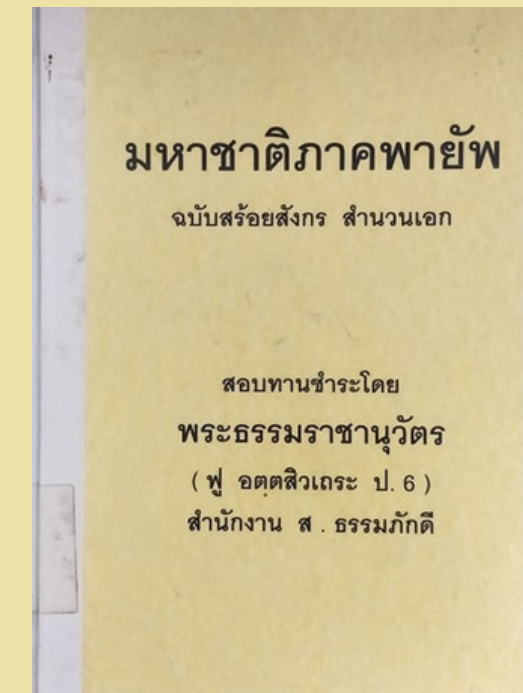 มหาชาติภาคพายัพ
ฉบับสร้อยสังกร สำนวนเอก
สอบทานชำระโดย
พระธรรมราชานุวัตร
( ฟู อตฺตสิวเถระ ป. 6 )
สำนักงาน ส . ธรรมภักดี